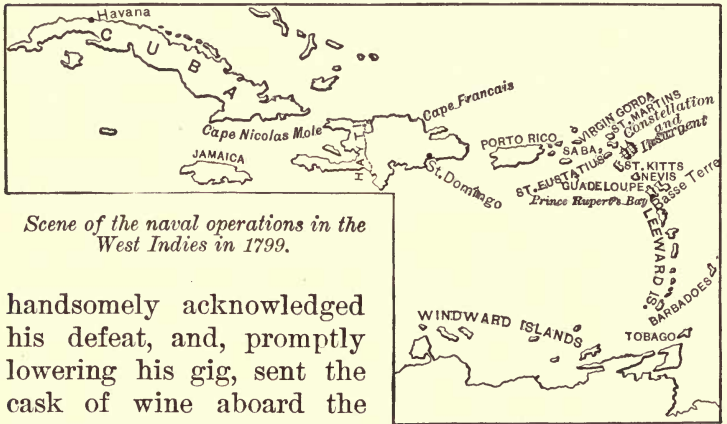 Havana
CUBA
Cape Francais
Cape Nicolas Mole
HAITI
JAMAICA
St. Domingo
PORTO RICO
VIRGIN GORDA
ST. MARTINS
Constellation
and
Insurgent
SABA
ST. EUSTATIUS
ST. KITTS
NEVIS
GUADELOUPE
Basse Terre
Prince Rupert's Bay
LEEWARD IS.
BARBADOES
WINDWARD ISLANDS
TOBAGO
Scene of the naval operations in the
West Indies in 1799.
handsomely acknowledged
his defeat, and, promptly
lowering his gig, sent the
cask of wine aboard the